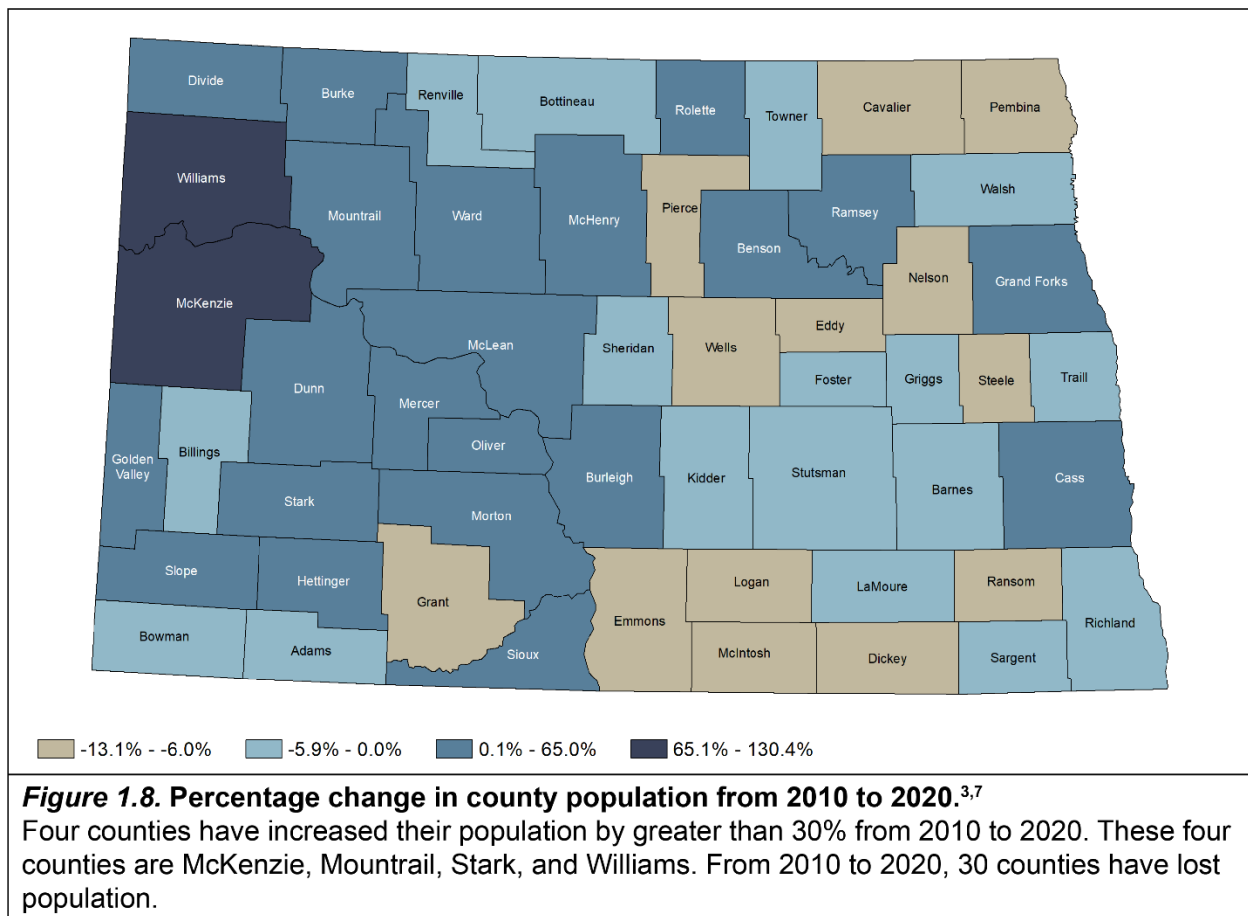 Divide
Burke
Renville
Bottineau
Rolette
Towner
Cavalier
Pembina
Williams
Mountrail
Ward
McHenry
Pierce
Benson
Ramsey
Walsh
Nelson
Grand Forks
McKenzie
Dunn
McLean
Mercer
Oliver
Sheridan
Wells
Eddy
Foster
Griggs
Steele
Traill
Golden
Valley
Billings
Stark
Morton
Burleigh
Kidder
Stutsman
Barnes
Cass
Slope
Hettinger
Grant
Bowman
Adams
Sioux
Emmons
Logan
McIntosh
LaMoure
Dickey
Ransom
Sargent
Richland
-13.1% - -6.0%
-5.9% - 0.0%
0.1% - 65.0%
65.1% - 130.4%
Figure 1.8. Percentage change in county population from 2010 to 2020.3,7
Four counties have increased their population by greater than 30% from 2010 to 2020. These four
counties are McKenzie, Mountrail, Stark, and Williams. From 2010 to 2020, 30 counties have lost
population.